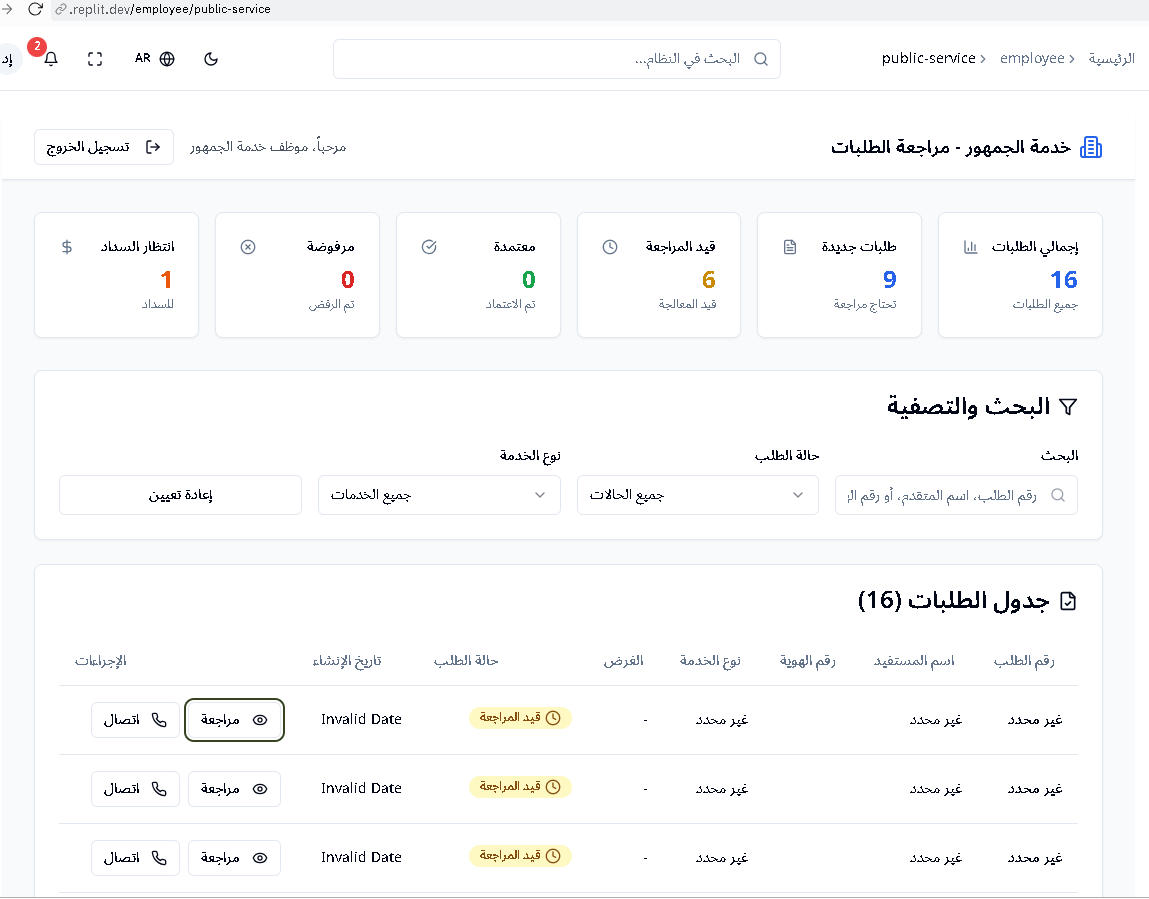 .replit.dev/employee/public-service
الرئيسية
employee
public-service
البحث في النظام...
AR
2
إد
خدمة الجمهور - مراجعة الطلبات
مرحباً، موظف خدمة الجمهور
تسجيل الخروج
إجمالي الطلبات
16
جميع الطلبات
طلبات جديدة
9
تحتاج مراجعة
قيد المراجعة
6
قيد المعالجة
معتمدة
0
تم الاعتماد
مرفوضة
0
تم الرفض
انتظار السداد
1
للسداد
البحث والتصفية
البحث
حالة الطلب
نوع الخدمة
رقم الطلب، اسم المتقدم، أو رقم اله
جميع الحالات
جميع الخدمات
إعادة تعيين
جدول الطلبات (16)
رقم الطلب اسم المستفيد رقم الهوية نوع الخدمة الغرض حالة الطلب تاريخ الإنشاء الإجراءات
غير محدد غير محدد غير محدد - قيد المراجعة Invalid Date مراجعة اتصال
غير محدد غير محدد غير محدد - قيد المراجعة Invalid Date مراجعة اتصال
غير محدد غير محدد غير محدد - قيد المراجعة Invalid Date مراجعة اتصال